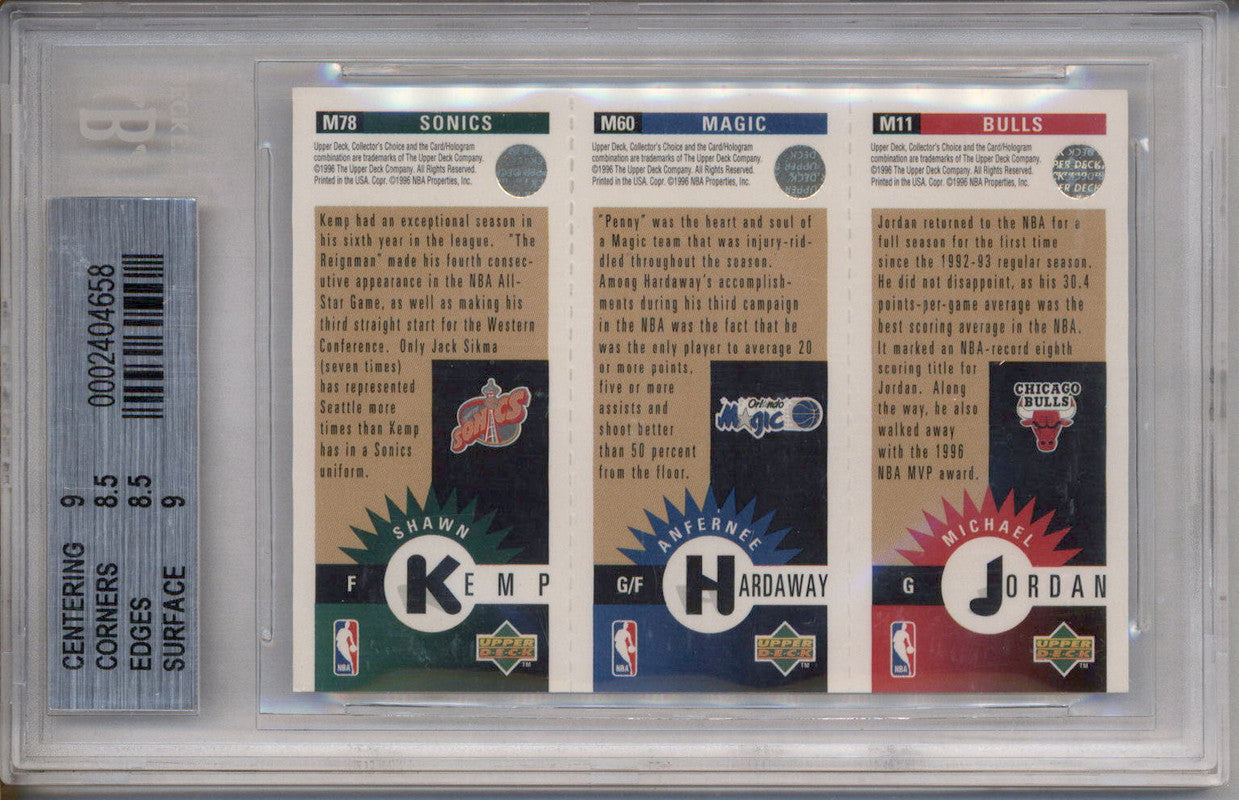 0002404658
CENTERING 9
CORNERS 8.5
EDGES 8.5
SURFACE 9
M78 SONICS
Upper Deck, Collector's Choice and the Card/Hologram
combination are trademarks of The Upper Deck Company.
©1996 The Upper Deck Company. All Rights Reserved.
Printed in the USA. Copr. ©1996 NBA Properties, Inc.
Kemp had an exceptional season in
his sixth year in the league. "The
Reignman" made his fourth consec-
utive appearance in the NBA All-
Star Game, as well as making his
third straight start for the Western
Conference. Only Jack Sikma
(seven times)
has represented
Seattle more
times than Kemp
has in a Sonics
uniform.
SONICS
SHAWN
F KEMP
NBA
UPPER
DECK
TM
M60 MAGIC
Upper Deck, Collector's Choice and the Card/Hologram
combination are trademarks of The Upper Deck Company.
©1996 The Upper Deck Company. All Rights Reserved.
Printed in the USA. Copr. ©1996 NBA Properties, Inc.
UPPER
DECK
"Penny" was the heart and soul of
a Magic team that was injury-rid-
dled throughout the season.
Among Hardaway's accomplish-
ments during his third campaign
in the NBA was the fact that he
was the only player to average 20
or more points,
five or more
assists and
shoot better
than 50 percent
from the floor.
Orlando
Magic
ANFERNEE
G/F HARDAWAY
NBA
UPPER
DECK
TM
M11 BULLS
Upper Deck, Collector's Choice and the Card/Hologram
combination are trademarks of The Upper Deck Company.
©1996 The Upper Deck Company. All Rights Reserved.
Printed in the USA. Copr. ©1996 NBA Properties, Inc.
DECK
Jordan returned to the NBA for a
full season for the first time
since the 1992-93 regular season.
He did not disappoint, as his 30.4
points-per-game average was the
best scoring average in the NBA.
It marked an NBA-record eighth
scoring title for
Jordan. Along
the way, he also
walked away
with the 1996
NBA MVP award.
CHICAGO
BULLS
MICHAEL
G JORDAN
NBA
UPPER
DECK
TM